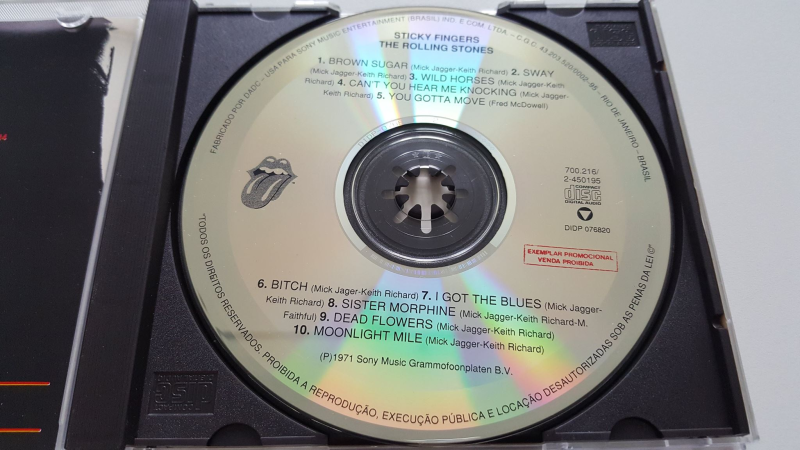 FABRICADO POR DADC - USA PARA SONY MUSIC ENTERTAINMENT (BRASIL) IND. E COM. LTDA. - C.G.C. 43.203.520/0002-95 - RIO DE JANEIRO - BRASIL
STICKY FINGERS
THE ROLLING STONES
1. BROWN SUGAR (Mick Jagger-Keith Richard) 2. SWAY
(Mick Jagger-Keith Richard) 3. WILD HORSES (Mick Jagger-Keith
Richard) 4. CAN'T YOU HEAR ME KNOCKING (Mick Jagger-
Keith Richard) 5. YOU GOTTA MOVE (Fred McDowell)
700.216/
2-450195
COMPACT
disc
DIGITAL AUDIO
DIDP 076820
EXEMPLAR PROMOCIONAL
VENDA PROIBIDA
6. BITCH (Mick Jager-Keith Richard) 7. I GOT THE BLUES (Mick Jagger-
Keith Richard) 8. SISTER MORPHINE (Mick Jagger-Keith Richard-M.
Faithful) 9. DEAD FLOWERS (Mick Jagger-Keith Richard)
10. MOONLIGHT MILE (Mick Jagger-Keith Richard)
(P)1971 Sony Music Grammofoonplaten B.V.
"TODOS OS DIREITOS RESERVADOS. PROIBIDA A REPRODUÇÃO, EXECUÇÃO PÚBLICA E LOCAÇÃO DESAUTORIZADAS SOB AS PENAS DA LEI ©"